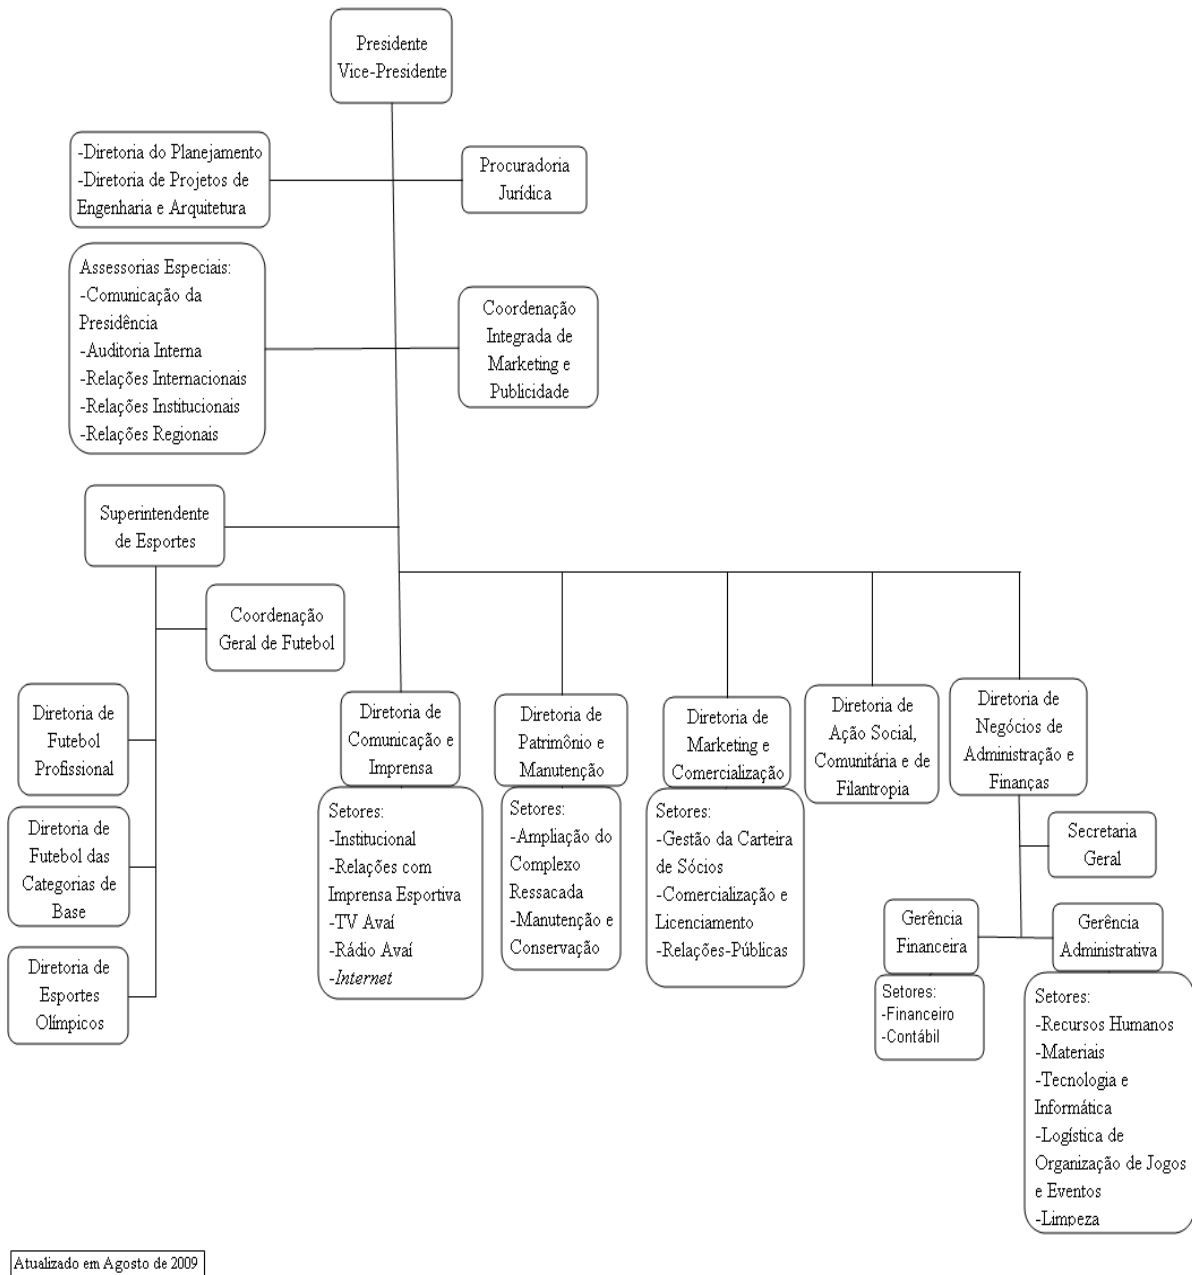 Presidente
Vice-Presidente
-Diretoria do Planejamento
-Diretoria de Projetos de
Engenharia e Arquitetura
Procuradoria
Jurídica
Assessorias Especiais:
-Comunicação da
Presidência
-Auditoria Interna
-Relações Internacionais
-Relações Institucionais
-Relações Regionais
Coordenação
Integrada de
Marketing e
Publicidade
Superintendente
de Esportes
Coordenação
Geral de Futebol
Diretoria de
Futebol
Profissional
Diretoria de
Futebol das
Categorias de
Base
Diretoria de
Esportes
Olímpicos
Diretoria de
Comunicação e
Imprensa
Setores:
-Institucional
-Relações com
Imprensa Esportiva
-TV Avaí
-Rádio Avaí
-Internet
Diretoria de
Patrimônio e
Manutenção
Setores:
-Ampliação do
Complexo
Ressacada
-Manutenção e
Conservação
Diretoria de
Marketing e
Comercialização
Setores:
-Gestão da Carteira
de Sócios
-Comercialização e
Licenciamento
-Relações-Públicas
Diretoria de
Ação Social,
Comunitária e de
Filantropia
Diretoria de
Negócios de
Administração e
Finanças
Secretaria
Geral
Gerência
Financeira
Setores:
-Financeiro
-Contábil
Gerência
Administrativa
Setores:
-Recursos Humanos
-Materiais
-Tecnologia e
Informática
-Logística de
Organização de Jogos
e Eventos
-Limpeza
Atualizado em Agosto de 2009